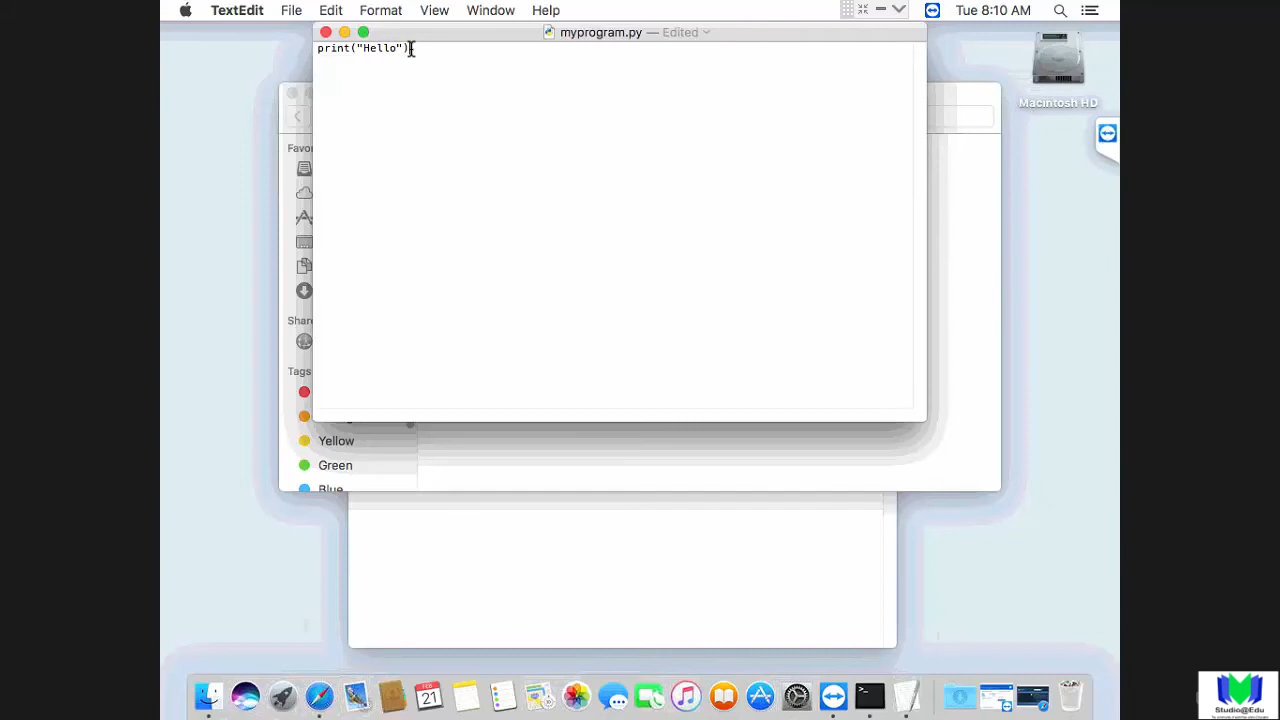 TextEdit File Edit Format View Window Help Tue 8:10 AM
myprogram.py — Edited
print("Hello")
Macintosh HD
Favor
Share
Tags
Yellow
Green
Blue
FEB
21
Studio@Edu